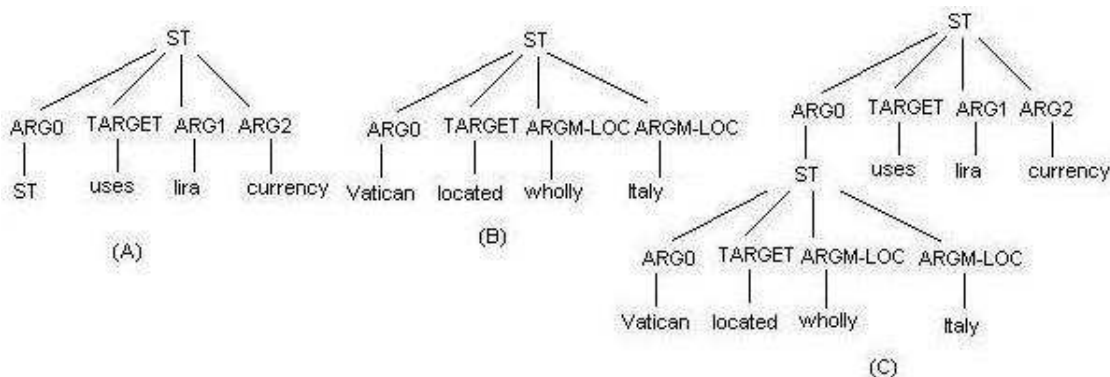 ST
ARG0 TARGET ARG1 ARG2
ST uses lira currency
(A)
ST
ARG0 TARGET ARGM-LOC ARGM-LOC
Vatican located wholly Italy
(B)
ST
ARG0 TARGET ARG1 ARG2
ST uses lira currency
ARG0 TARGET ARGM-LOC ARGM-LOC
Vatican located wholly Italy
(C)